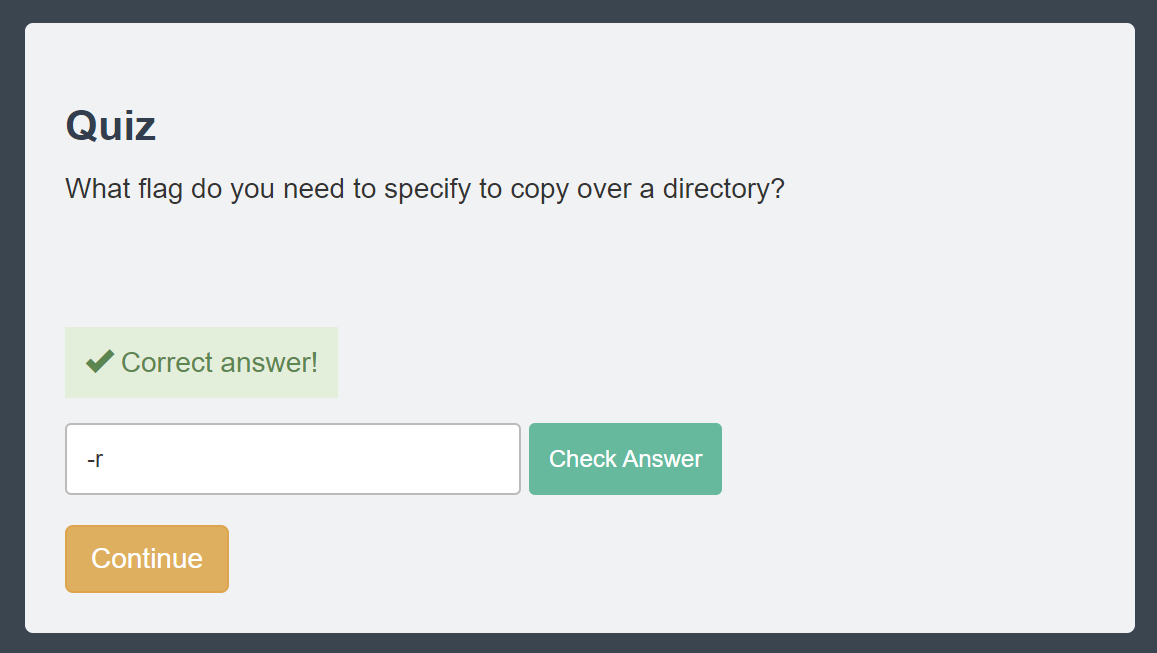 Quiz
What flag do you need to specify to copy over a directory?
Correct answer!
-r
Check Answer
Continue